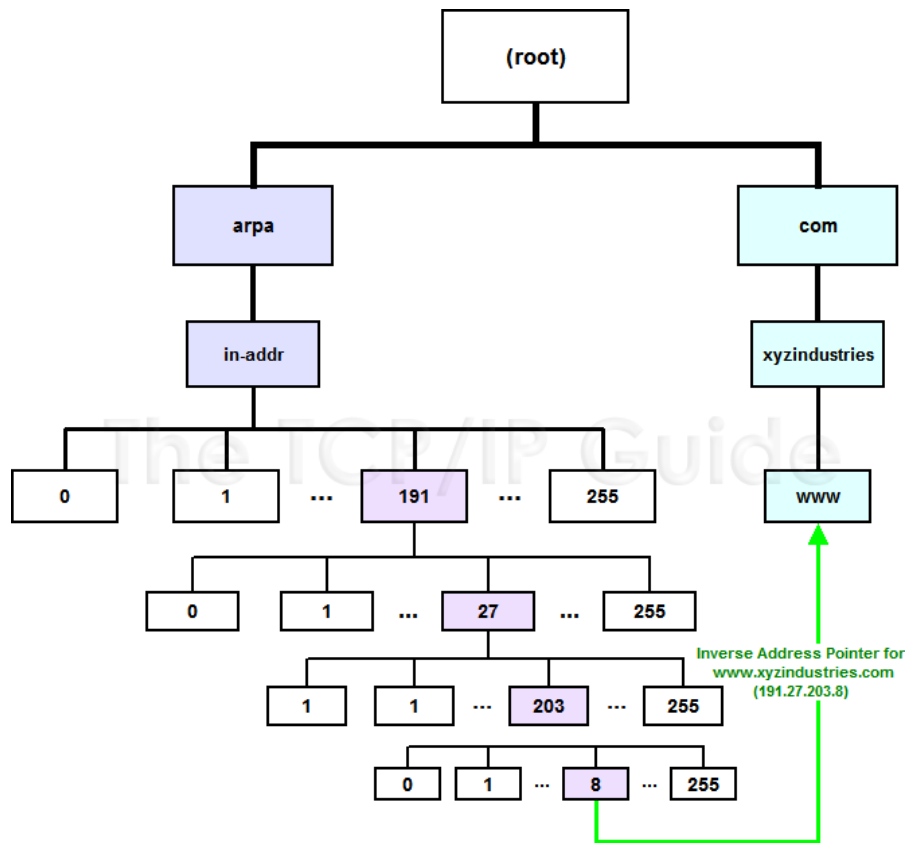 (root)
arpa
com
in-addr
xyzindustries
The TCP/IP Guide
0
1
...
191
...
255
www
0
1
...
27
...
255
Inverse Address Pointer for
www.xyzindustries.com
(191.27.203.8)
1
1
...
203
...
255
0
1
...
8
...
255